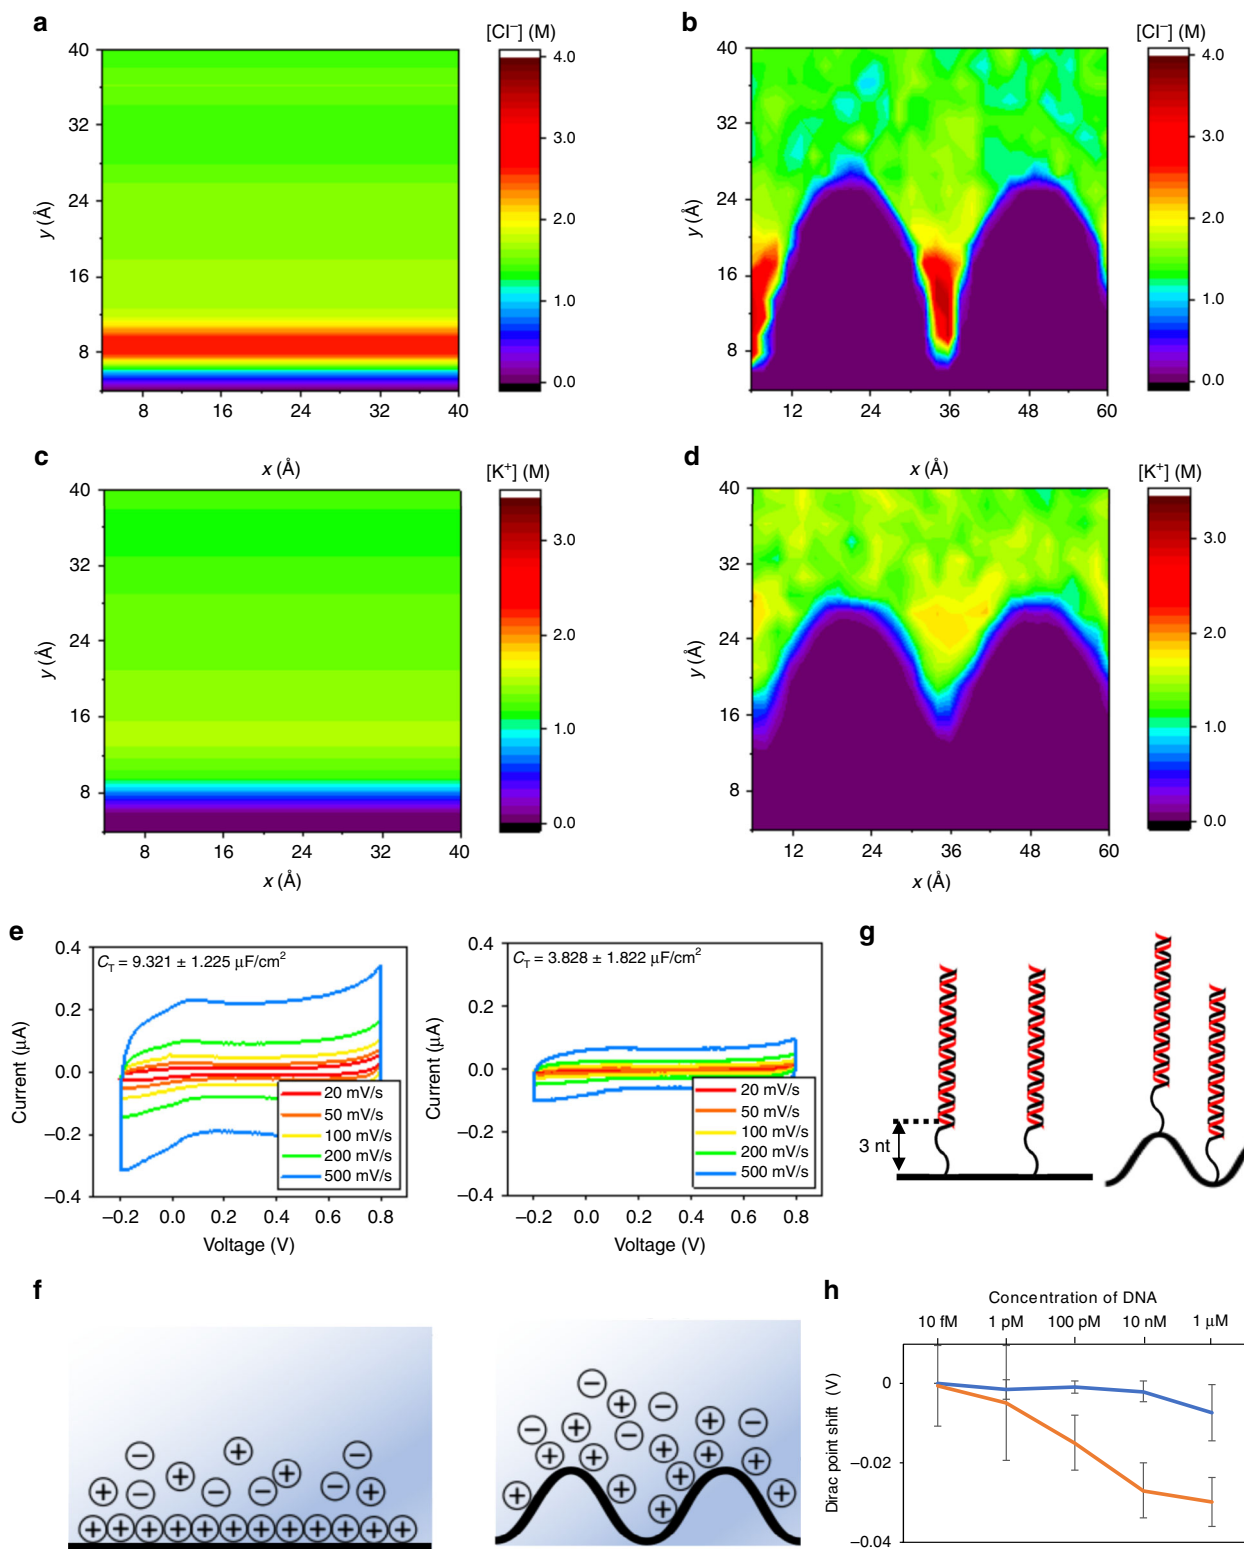 a
[Cl⁻] (M)
40
32
24
16
8
y (Å)
8 16 24 32 40
x (Å)
4.0
3.0
2.0
1.0
0.0
b
[Cl⁻] (M)
40
32
24
16
8
y (Å)
12 24 36 48 60
x (Å)
4.0
3.0
2.0
1.0
0.0
c
[K⁺] (M)
40
32
24
16
8
y (Å)
8 16 24 32 40
x (Å)
3.0
2.0
1.0
0.0
d
[K⁺] (M)
40
32
24
16
8
y (Å)
12 24 36 48 60
x (Å)
3.0
2.0
1.0
0.0
e
C_T = 9.321 ± 1.225 μF/cm²
0.4
0.2
0.0
−0.2
−0.4
Current (μA)
20 mV/s
50 mV/s
100 mV/s
200 mV/s
500 mV/s
−0.2 0.0 0.2 0.4 0.6 0.8
Voltage (V)
C_T = 3.828 ± 1.822 μF/cm²
0.4
0.2
0.0
−0.2
−0.4
Current (μA)
20 mV/s
50 mV/s
100 mV/s
200 mV/s
500 mV/s
−0.2 0.0 0.2 0.4 0.6 0.8
Voltage (V)
g
3 nt
f
h
Concentration of DNA
10 fM 1 pM 100 pM 10 nM 1 μM
0
−0.02
−0.04
Dirac point shift (V)